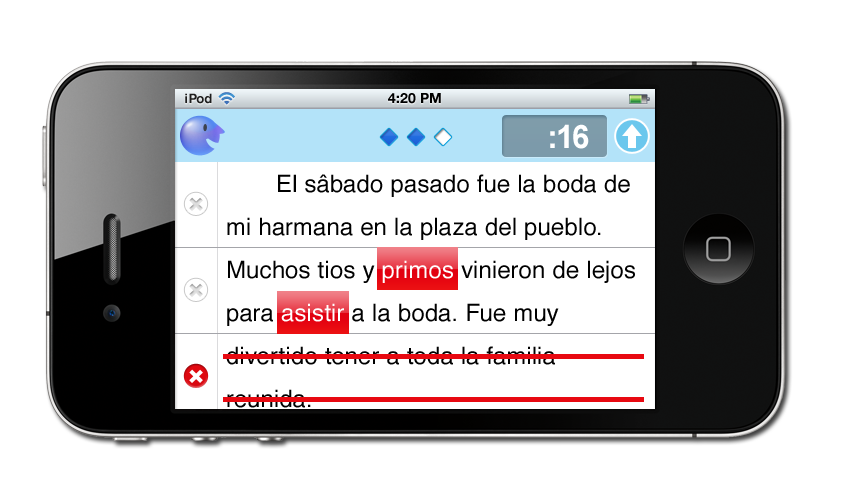 iPod 4:20 PM
:16
El sâbado pasado fue la boda de
mi harmana en la plaza del pueblo.
Muchos tios y primos vinieron de lejos
para asistir a la boda. Fue muy
divertido tener a toda la familia
reunida.